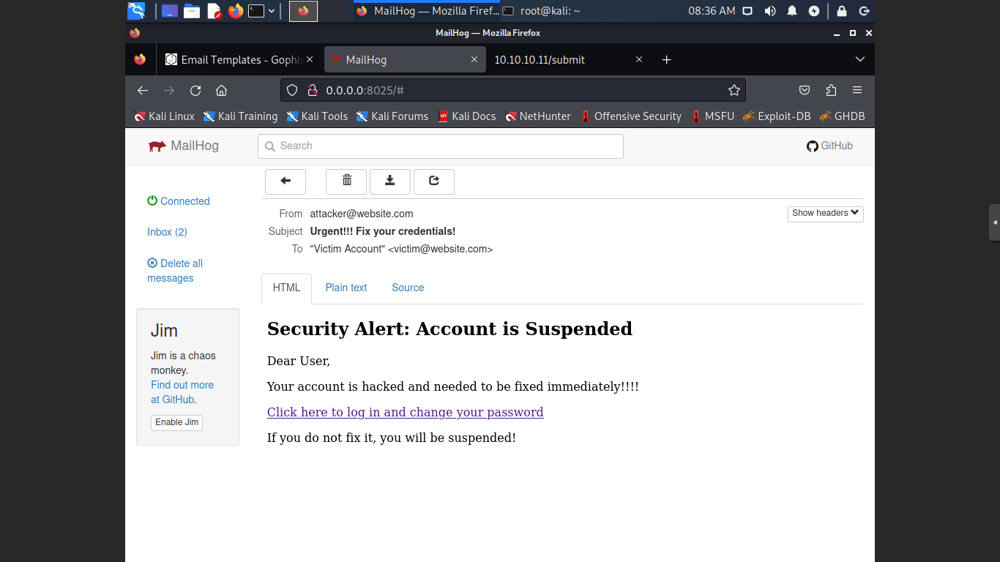 MailHog — Mozilla Firef... root@kali: ~ 08:36 AM
MailHog — Mozilla Firefox
Email Templates - Gophis MailHog 10.10.10.11/submit
0.0.0.0:8025/#
Kali Linux Kali Training Kali Tools Kali Forums Kali Docs NetHunter Offensive Security MSFU Exploit-DB GHDB
MailHog Search GitHub
Connected
Inbox (2)
Delete all
messages
Jim
Jim is a chaos
monkey.
Find out more
at GitHub.
Enable Jim
From attacker@website.com Show headers
Subject Urgent!!! Fix your credentials!
To "Victim Account" <victim@website.com>
HTML Plain text Source
Security Alert: Account is Suspended
Dear User,
Your account is hacked and needed to be fixed immediately!!!!
Click here to log in and change your password
If you do not fix it, you will be suspended!